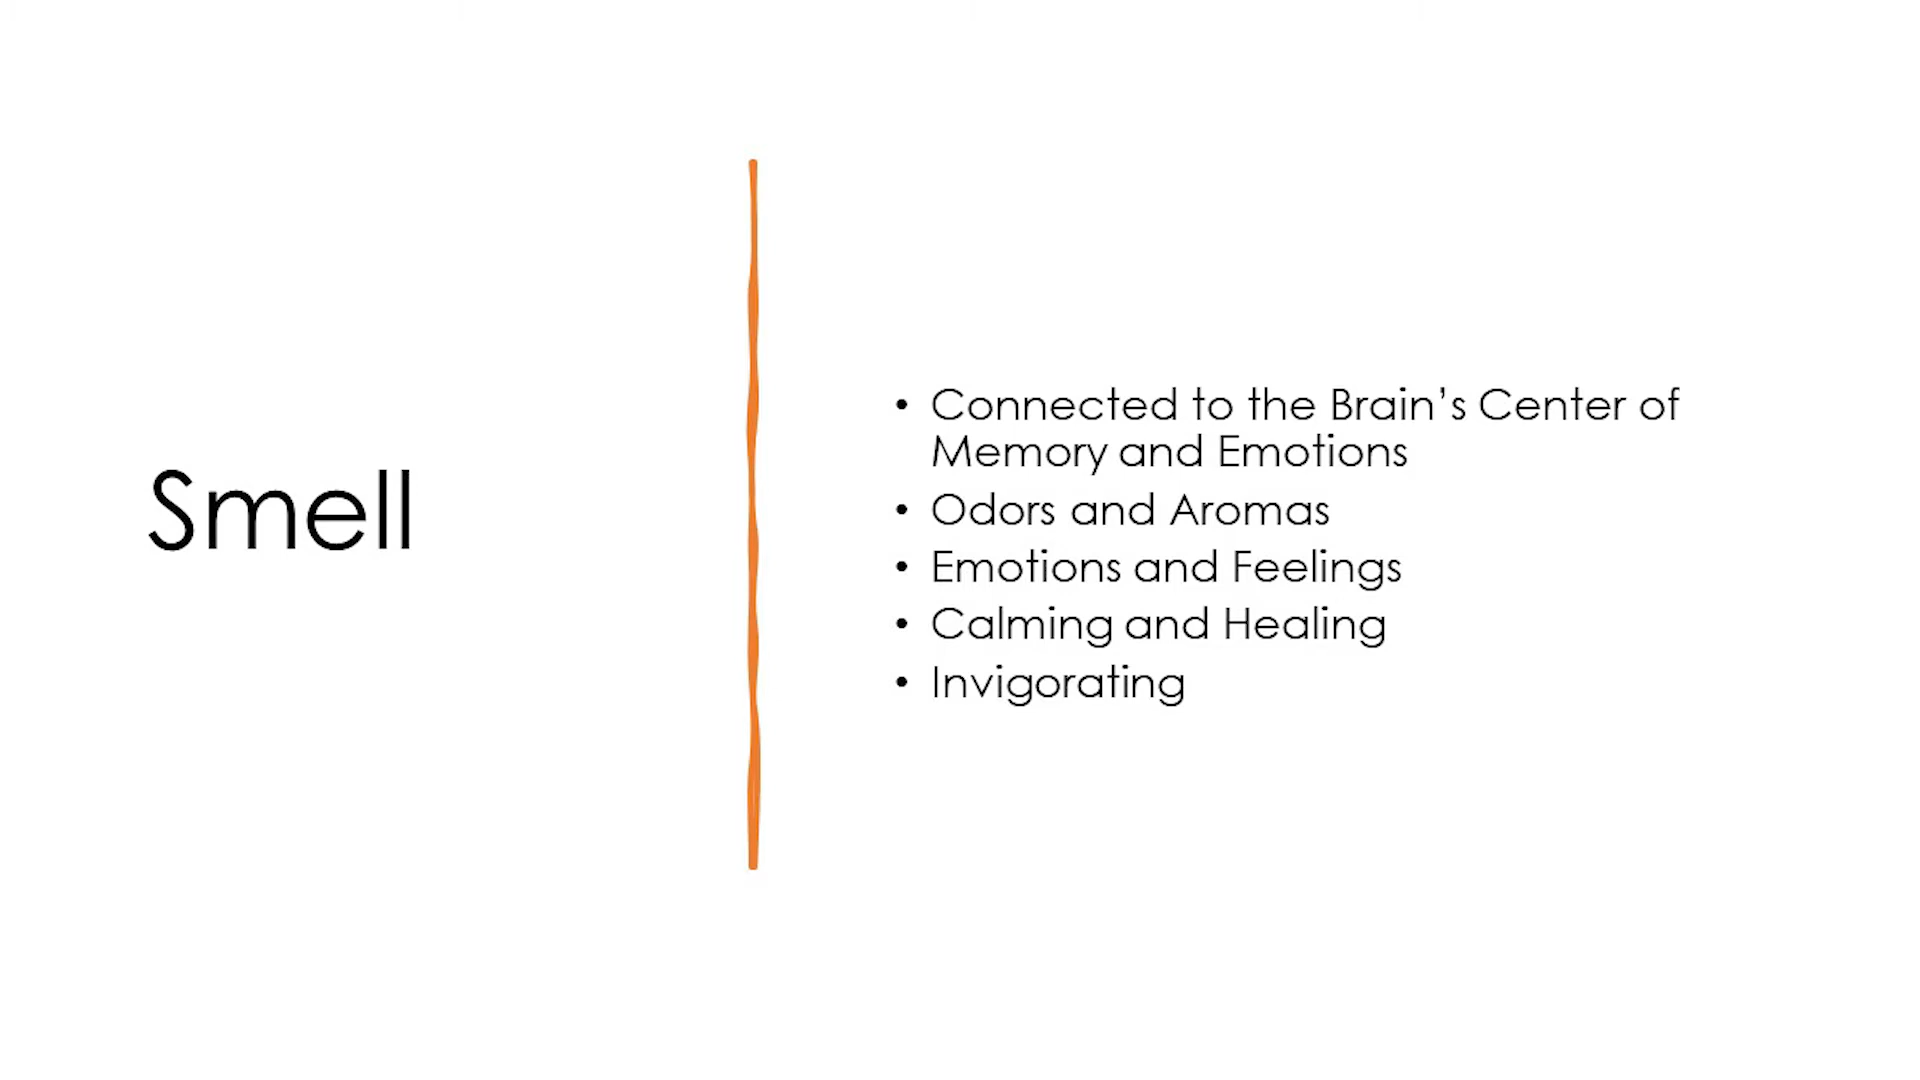 Smell
• Connected to the Brain’s Center of
Memory and Emotions
• Odors and Aromas
• Emotions and Feelings
• Calming and Healing
• Invigorating